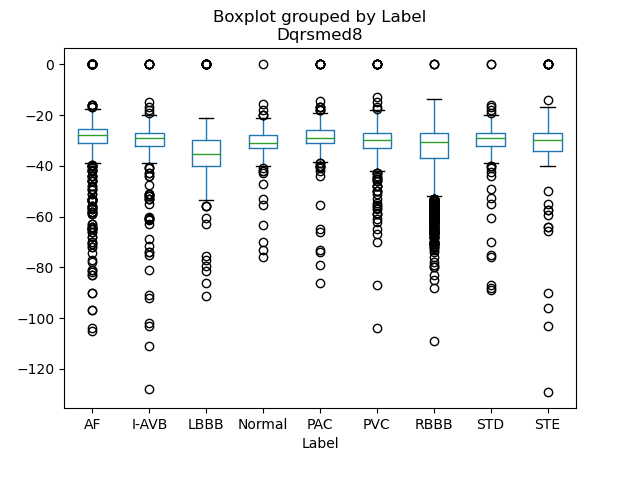 Boxplot grouped by Label
Dqrsmed8
0
−20
−40
−60
−80
−100
−120
AF I-AVB LBBB Normal PAC PVC RBBB STD STE
Label